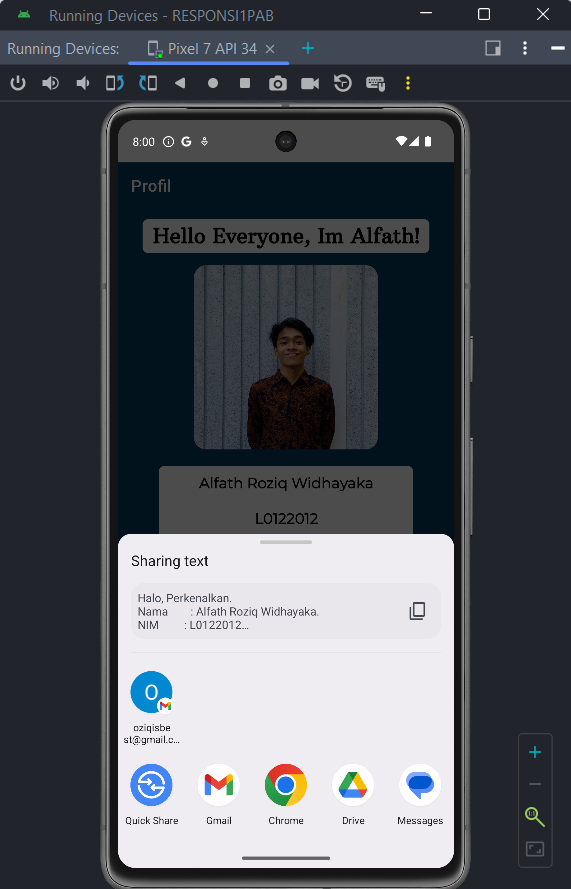 Running Devices - RESPONSI1PAB
Running Devices:
Pixel 7 API 34
8:00
Profil
Hello Everyone, Im Alfath!
Alfath Roziq Widhayaka
L0122012
Sharing text
Halo, Perkenalkan.
Nama : Alfath Roziq Widhayaka.
NIM : L0122012...
O
oziqisbe
st@gmail.c...
Quick Share
Gmail
Chrome
Drive
Messages